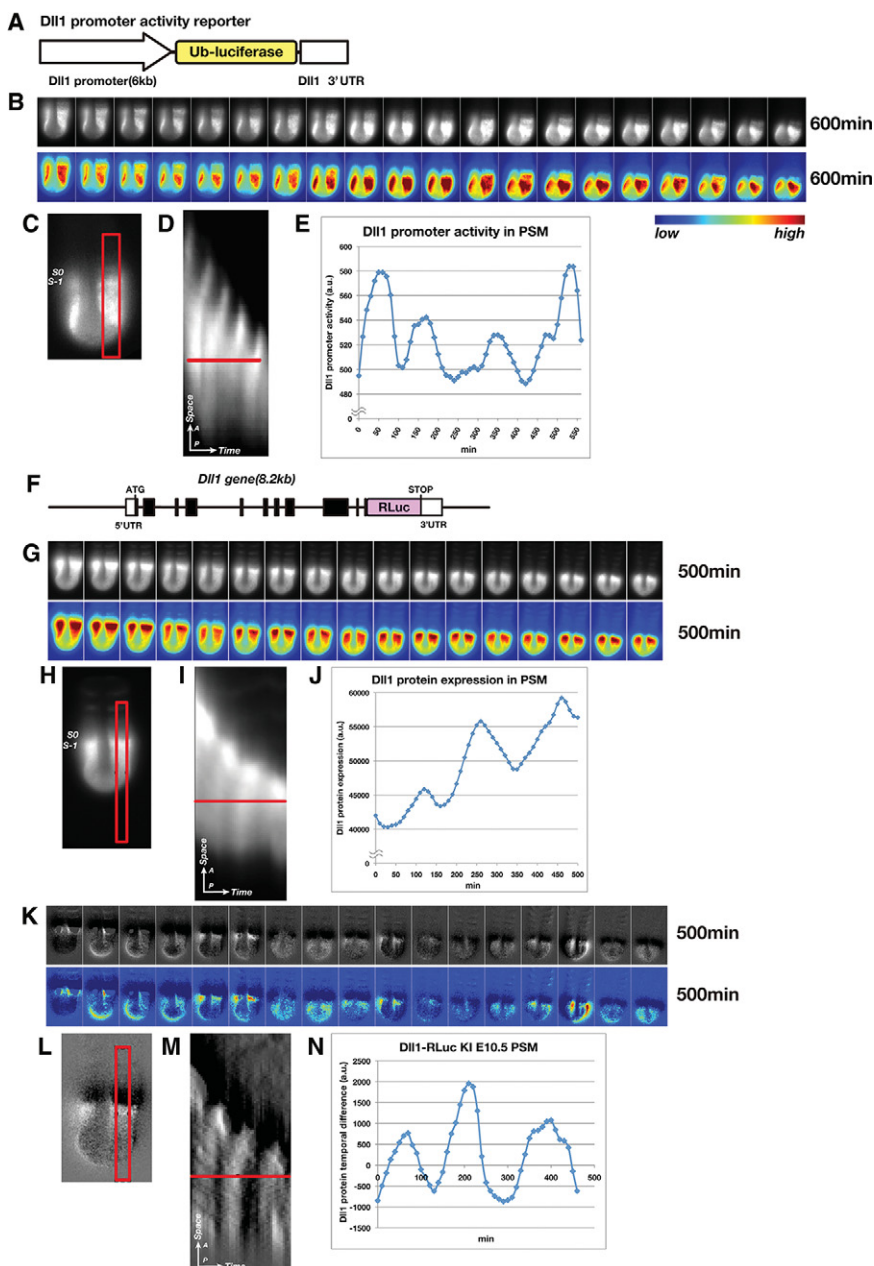 A
Dll1 promoter activity reporter
Ub-luciferase
Dll1 promoter(6kb)
Dll1 3'UTR
B
600min
600min
low
high
C
S0
S-1
D
Space
A
P
Time
E
Dll1 promoter activity in PSM
Dll1 promoter activity (a.u.)
600
580
560
540
520
500
480
0
0
50
100
150
200
250
300
350
400
450
500
550
min
F
Dll1 gene(8.2kb)
ATG
STOP
RLuc
5'UTR
3'UTR
G
500min
500min
H
S0
S-1
I
Space
A
P
Time
J
Dll1 protein expression in PSM
Dll1 protein expression (a.u.)
60000
55000
50000
45000
40000
0
0
50
100
150
200
250
300
350
400
450
500
min
K
500min
500min
L
M
Space
A
P
Time
N
Dll1-RLuc KI E10.5 PSM
Dll1 protein temporal difference (a.u.)
2500
2000
1500
1000
500
0
-500
-1000
-1500
0
100
200
300
400
500
min